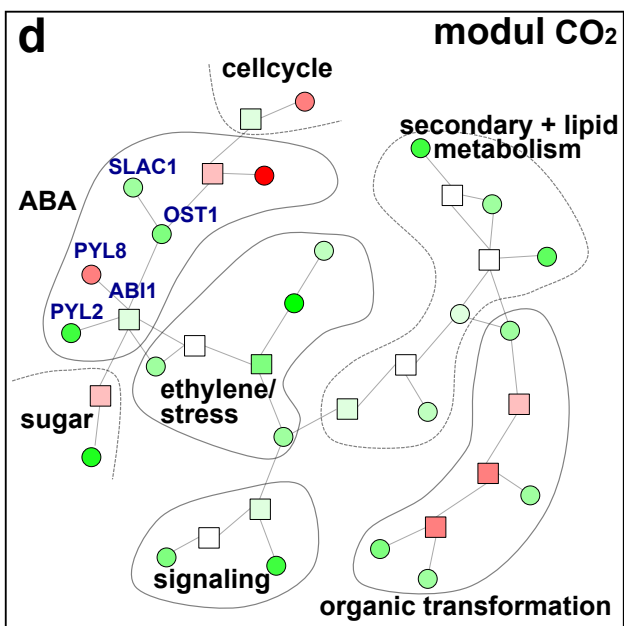 d
modul CO₂
cellcycle
secondary + lipid
metabolism
SLAC1
ABA
OST1
PYL8
ABI1
PYL2
ethylene/
stress
sugar
signaling
organic transformation